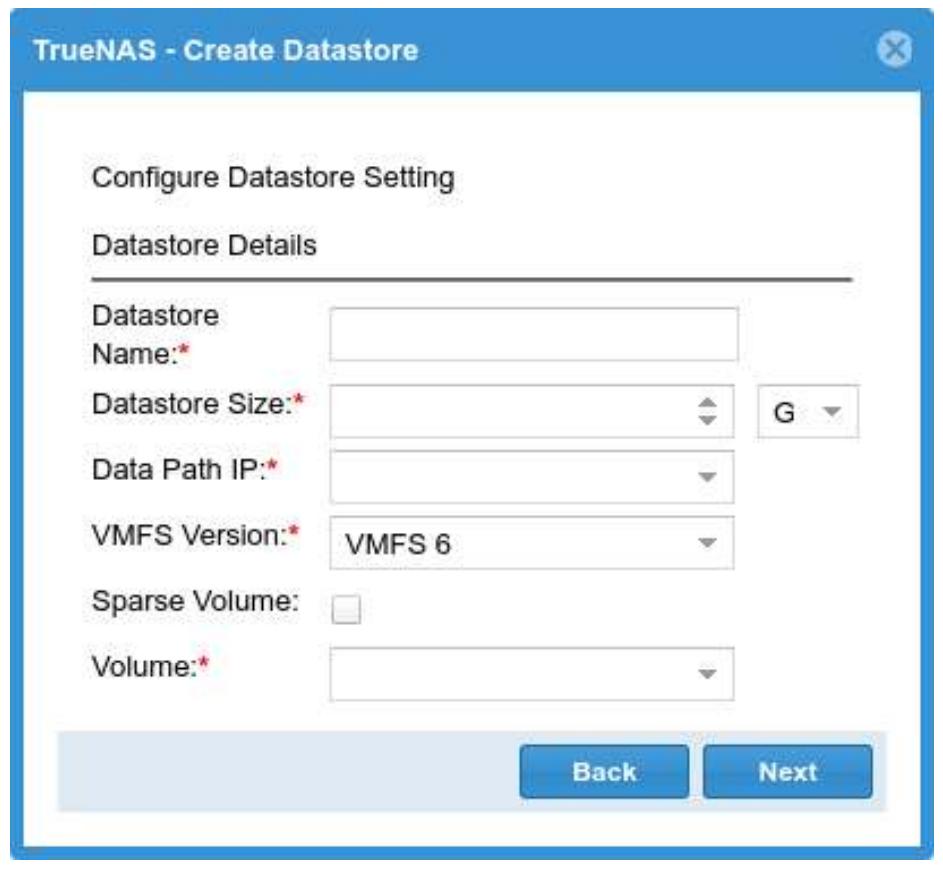 TrueNAS - Create Datastore
Configure Datastore Setting
Datastore Details
Datastore
Name:*
Datastore Size:*
G
Data Path IP:*
VMFS Version:*
VMFS 6
Sparse Volume:
Volume:*
Back
Next